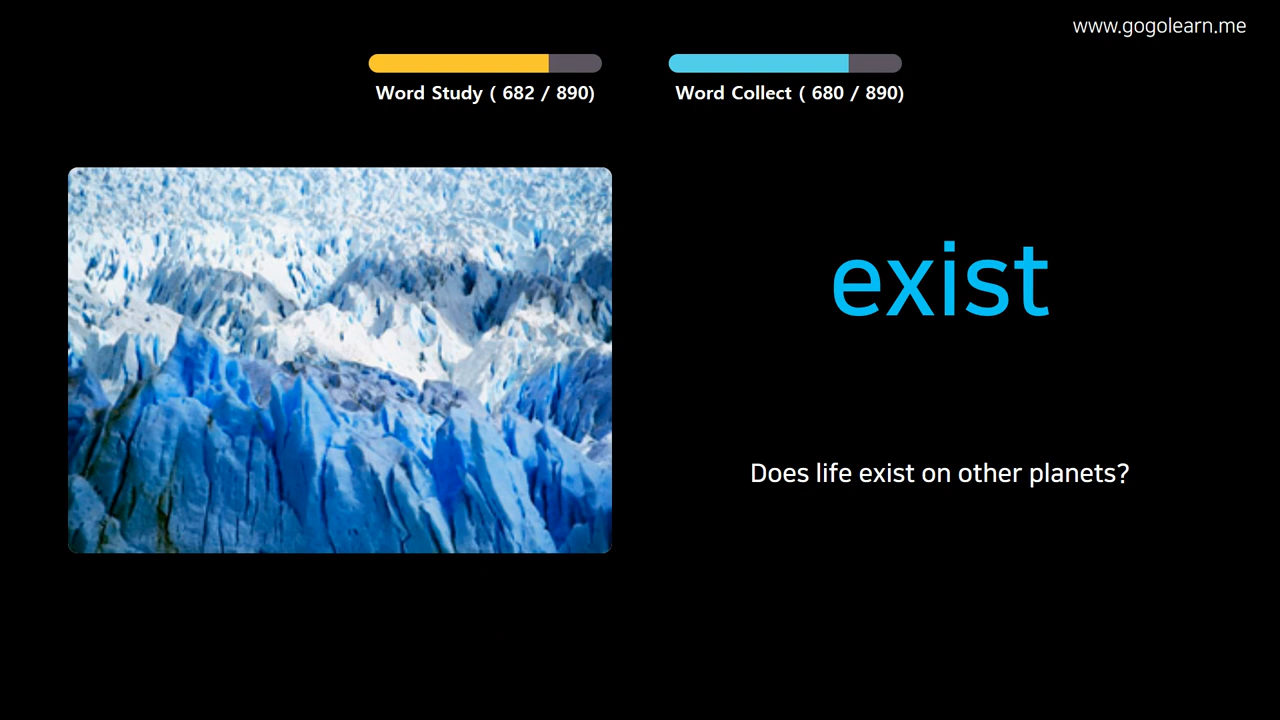 www.gogolearn.me
Word Study ( 682 / 890)
Word Collect ( 680 / 890)
exist
Does life exist on other planets?